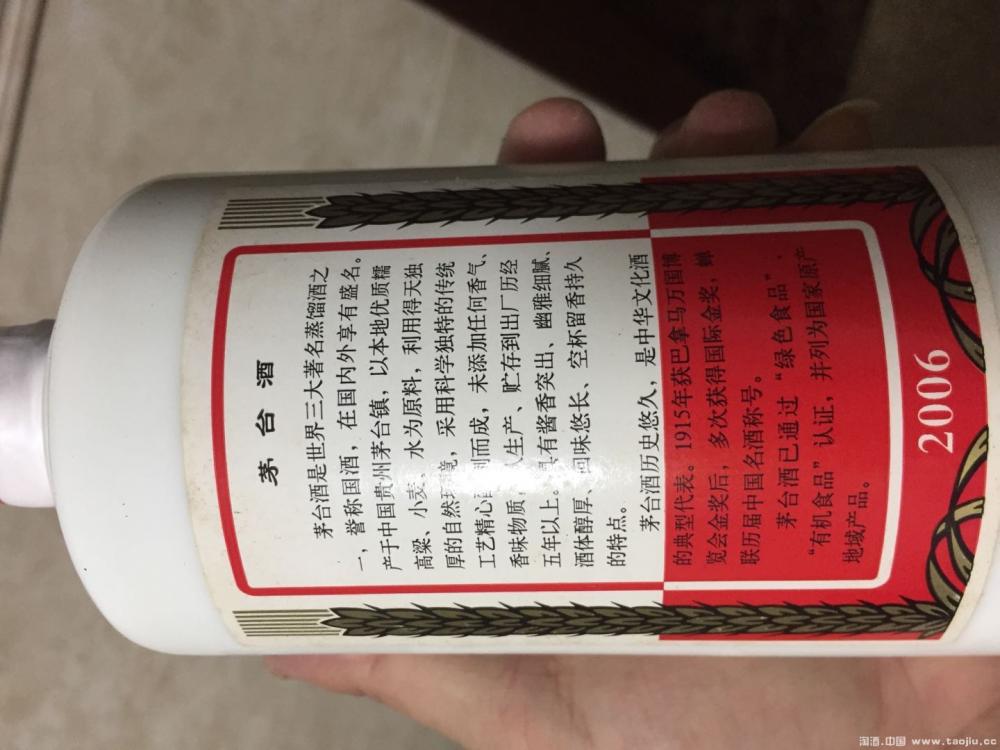 茅台酒
茅台酒是世界三大著名蒸馏酒之
一，誉称国酒，在国内外享有盛名。
产于中国贵州茅台镇，以本地优质糯
高粱、小麦、水为原料，利用得天独
厚的自然环境，采用科学独特的传统
工艺精心 制而成，未添加任何香气、
香味物质 生产、贮存到出厂历经
五年以上。具有酱香突出、幽雅细腻、
酒体醇厚、回味悠长、空杯留香持久
的特点。
茅台酒历史悠久，是中华文化酒
的典型代表。1915年获巴拿马万国博
览会金奖后，多次获得国际金奖，蝉
联历届中国名酒称号。
茅台酒已通过“绿色食品”、
“有机食品”认证，并列为国家原产
地域产品。
2006
淘酒.中国 www.taojiu.cc